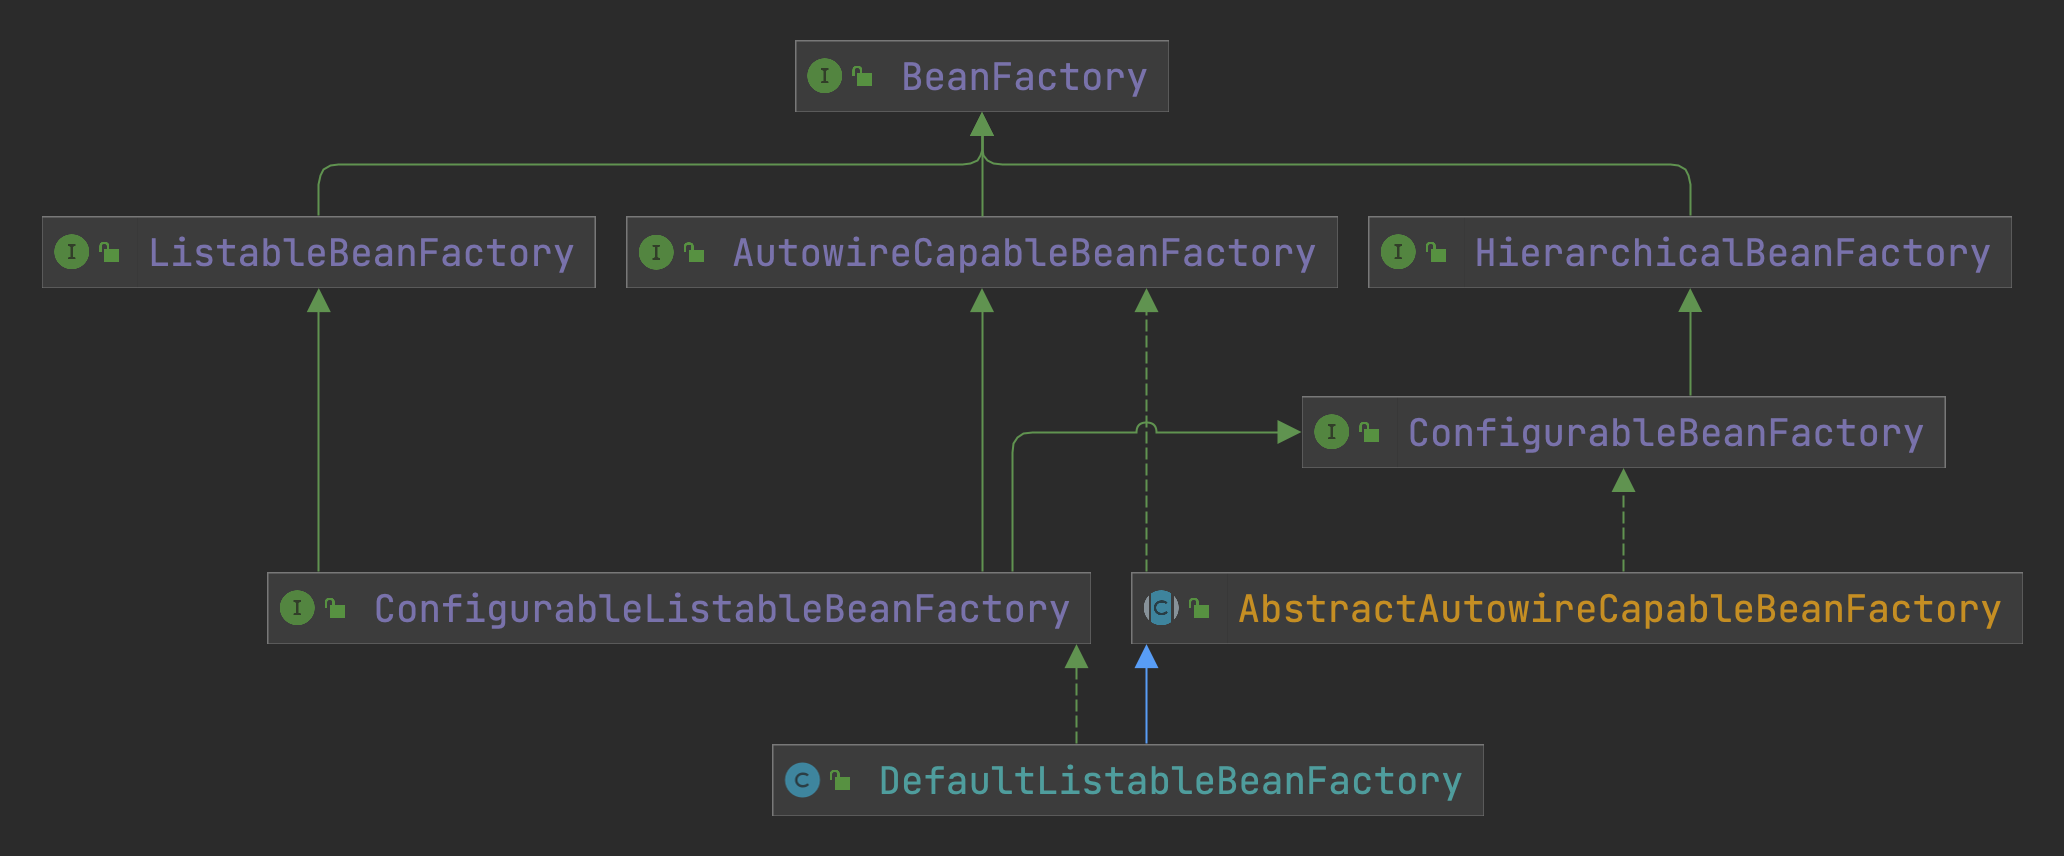 I BeanFactory
I ListableBeanFactory
I AutowireCapableBeanFactory
I HierarchicalBeanFactory
I ConfigurableBeanFactory
I ConfigurableListableBeanFactory
C AbstractAutowireCapableBeanFactory
C DefaultListableBeanFactory